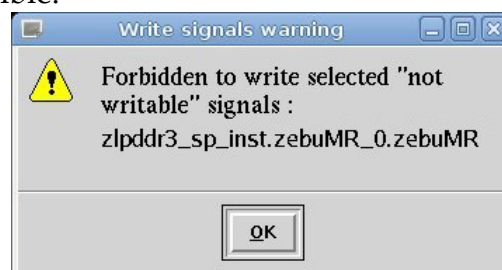 Write signals warning
Forbidden to write selected "not
writable" signals :
zlpddr3_sp_inst.zebuMR_0.zebuMR
OK